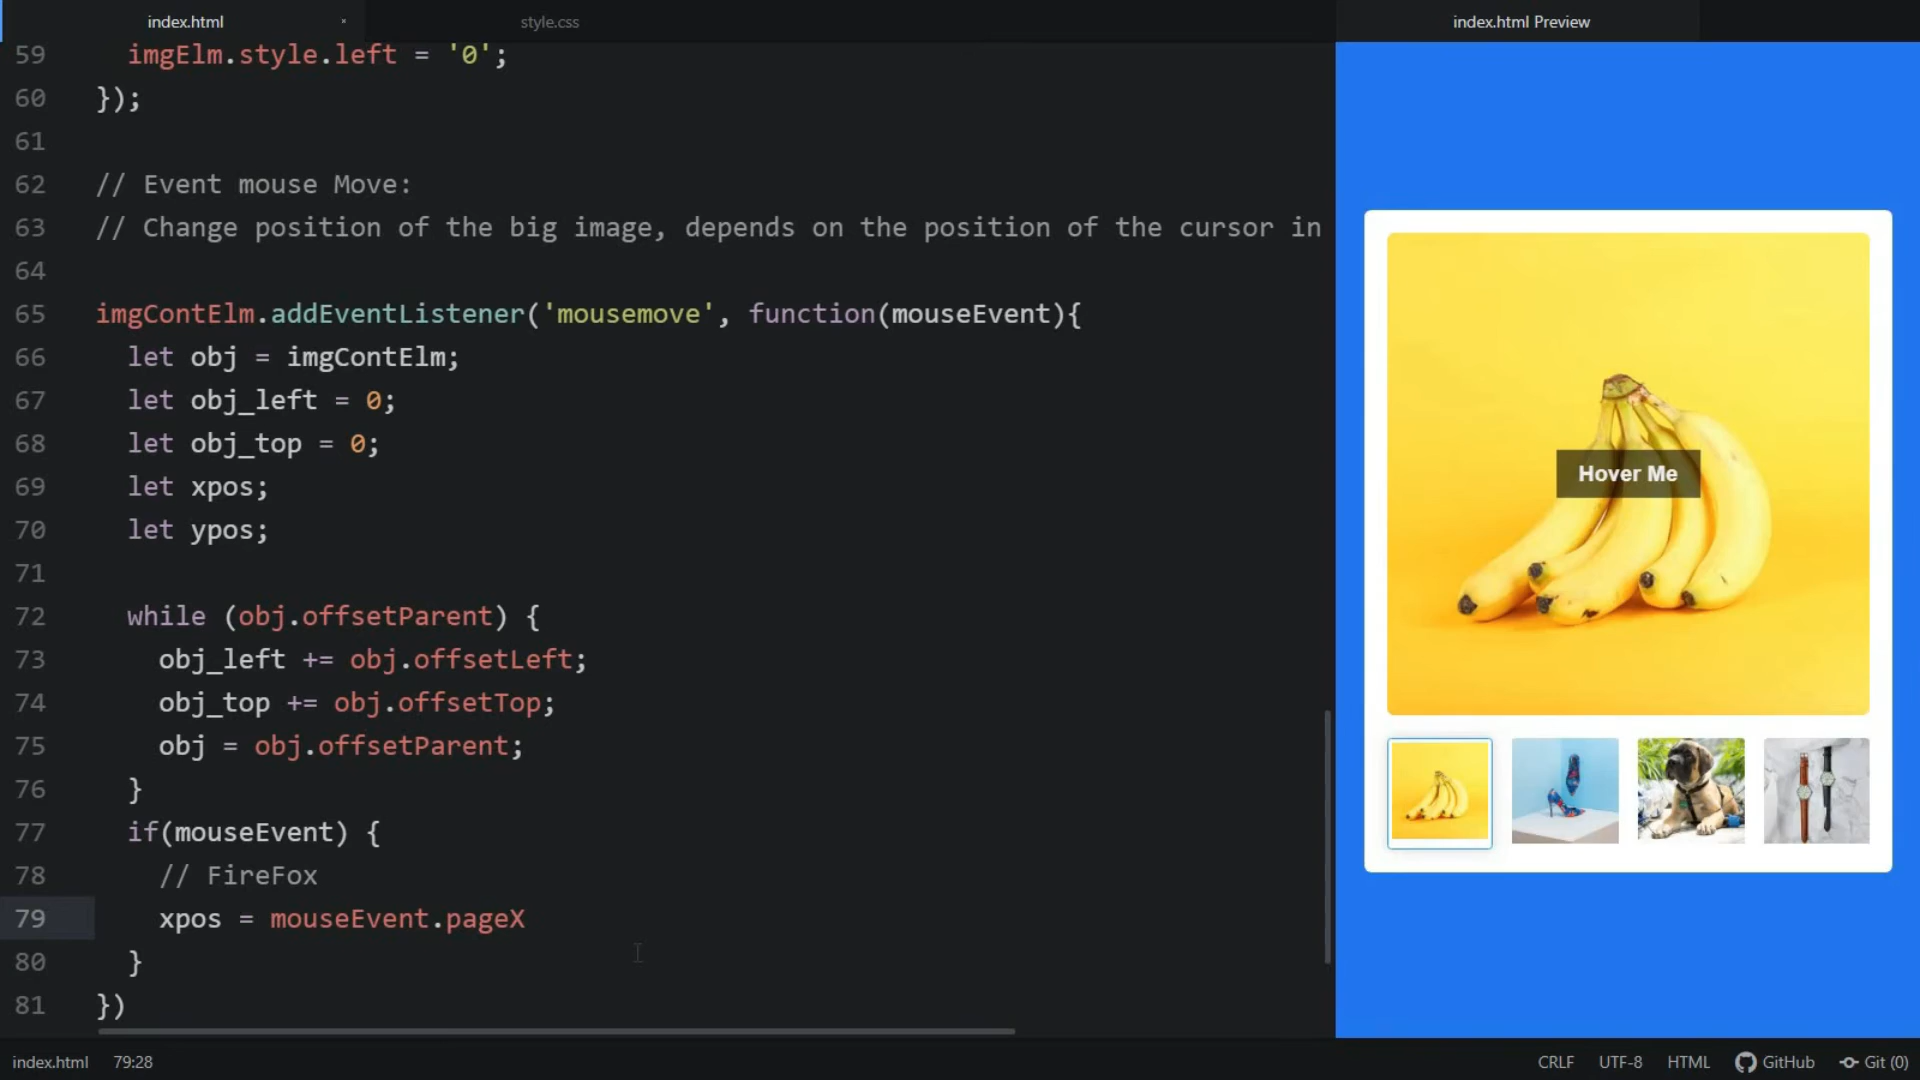 index.html
style.css
index.html Preview
59 imgElm.style.left = '0';
60 });
61
62 // Event mouse Move:
63 // Change position of the big image, depends on the position of the cursor in
64
65 imgContElm.addEventListener('mousemove', function(mouseEvent){
66 let obj = imgContElm;
67 let obj_left = 0;
68 let obj_top = 0;
69 let xpos;
70 let ypos;
71
72 while (obj.offsetParent) {
73 obj_left += obj.offsetLeft;
74 obj_top += obj.offsetTop;
75 obj = obj.offsetParent;
76 }
77 if(mouseEvent) {
78 // FireFox
79 xpos = mouseEvent.pageX
80 }
81 })
Hover Me
index.html 79:28 CRLF UTF-8 HTML GitHub Git (0)